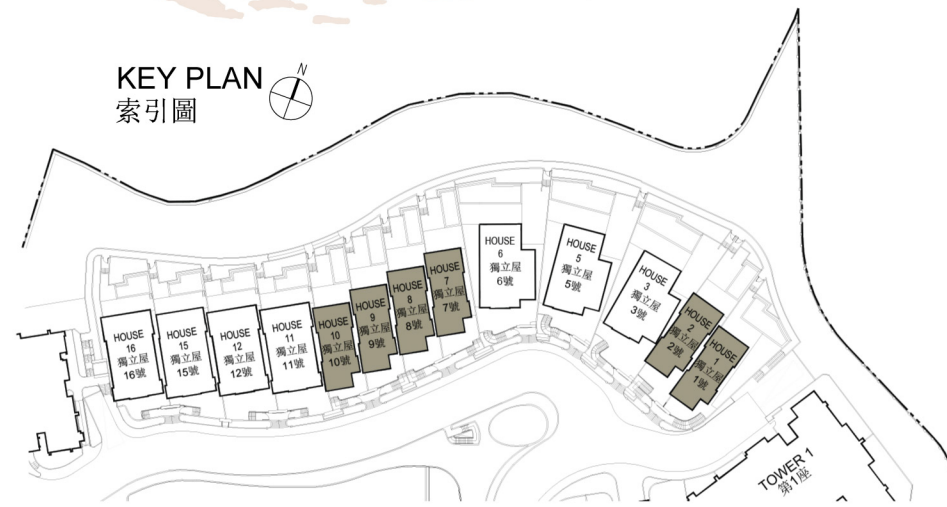 KEY PLAN
索引圖
N
HOUSE
16
獨立屋
16號
HOUSE
15
獨立屋
15號
HOUSE
12
獨立屋
12號
HOUSE
11
獨立屋
11號
HOUSE
10
獨立屋
10號
HOUSE
9
獨立屋
9號
HOUSE
8
獨立屋
8號
HOUSE
7
獨立屋
7號
HOUSE
6
獨立屋
6號
HOUSE
5
獨立屋
5號
HOUSE
3
獨立屋
3號
HOUSE
2
獨立屋
2號
HOUSE
1
獨立屋
1號
TOWER 1
第1座